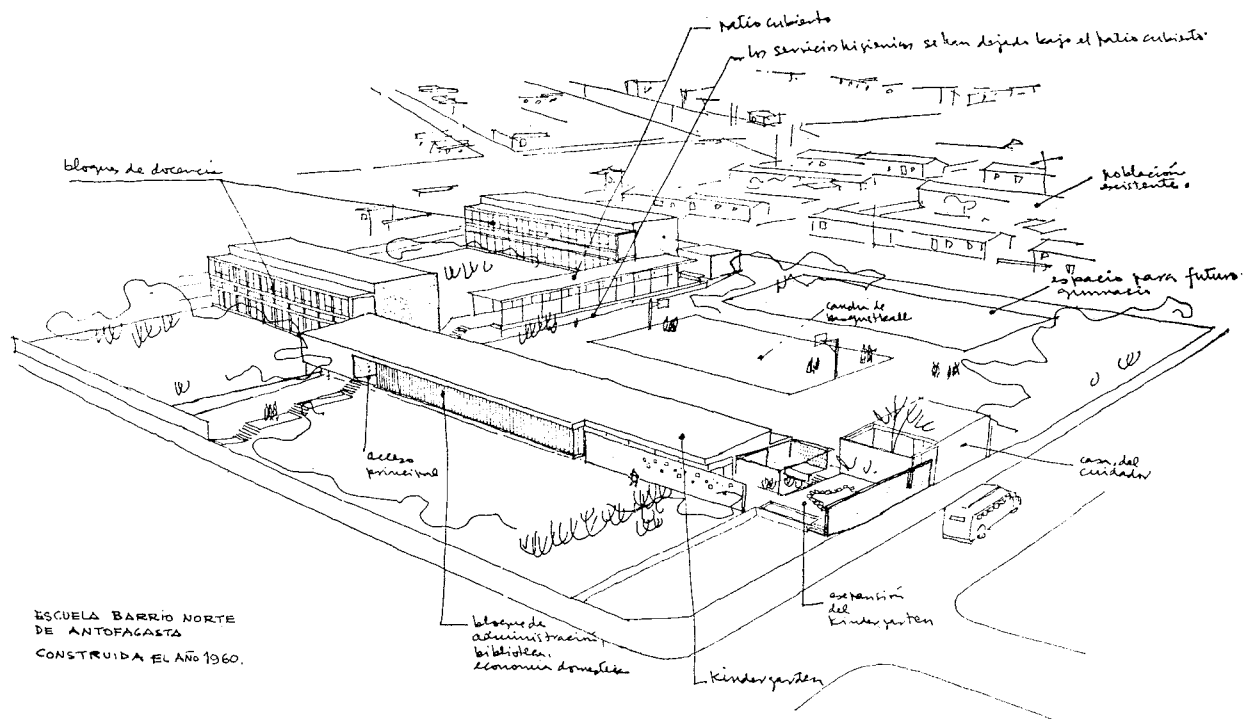 patio cubierto
los servicios higienicos se han dejado bajo el patio cubierto.
bloques de docencia
población
existente.
espacio para futuro
gimnasio
cancha de
basquetball
acceso
principal
casa del
cuidador
expansión
del
kindergarten
bloque de
administración,
biblioteca,
economia domestica
kindergarten
ESCUELA BARRIO NORTE
DE ANTOFAGASTA
CONSTRUIDA EL AÑO 1960.